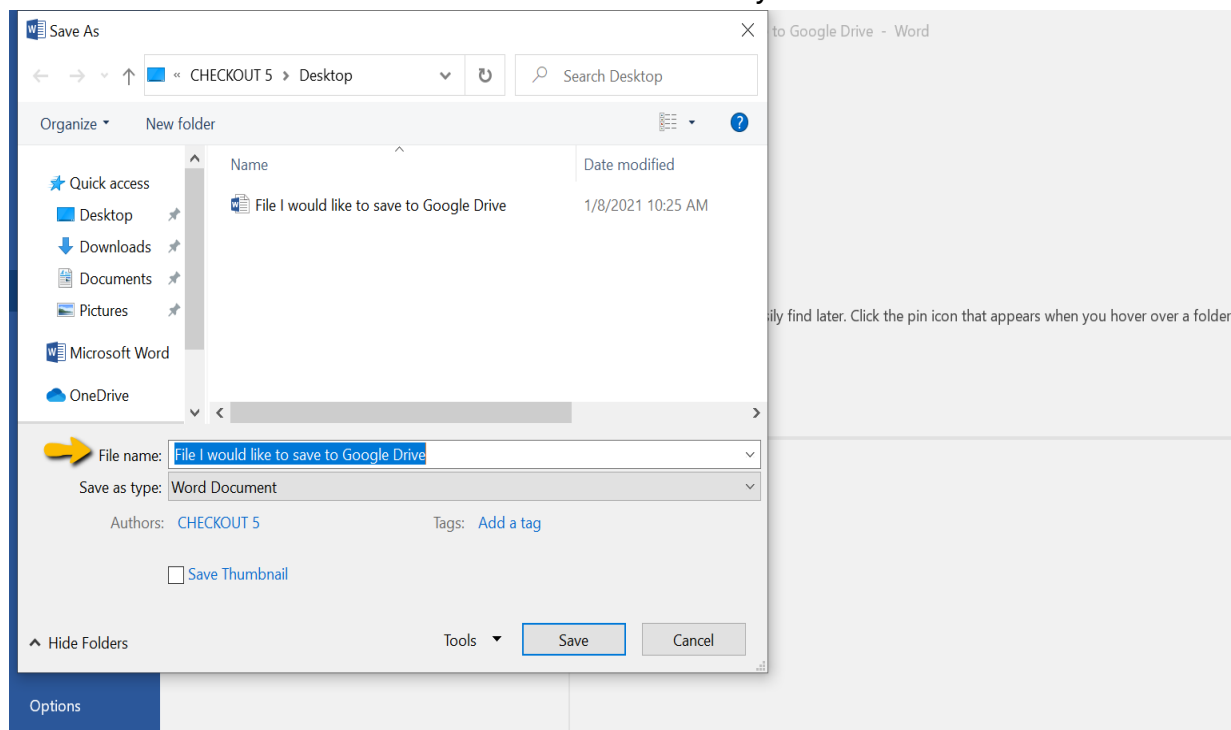 Save As
to Google Drive - Word
« CHECKOUT 5 > Desktop
Search Desktop
Organize
New folder
?
Name
Date modified
Quick access
File I would like to save to Google Drive
1/8/2021 10:25 AM
Desktop
Downloads
Documents
Pictures
ily find later. Click the pin icon that appears when you hover over a folder
Microsoft Word
OneDrive
File name: File I would like to save to Google Drive
Save as type: Word Document
Authors: CHECKOUT 5
Tags: Add a tag
Save Thumbnail
Hide Folders
Tools
Save
Cancel
Options